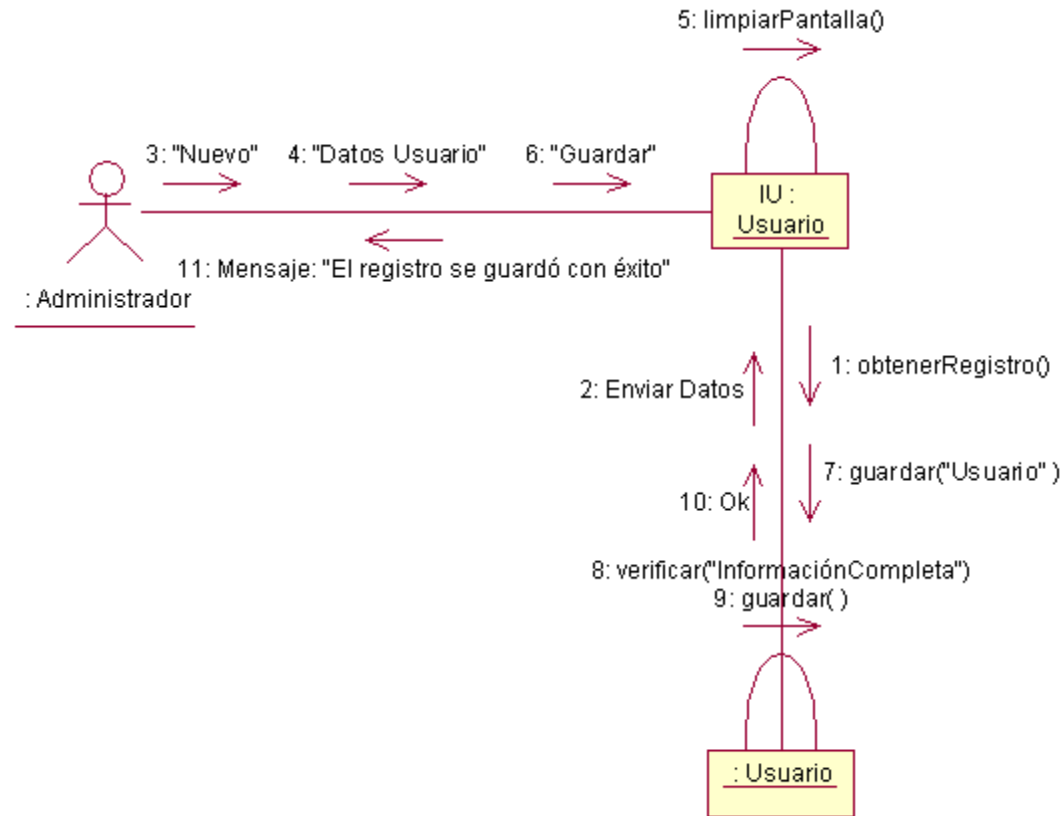 5: limpiarPantalla()
3: "Nuevo"
4: "Datos Usuario"
6: "Guardar"
IU :
Usuario
11: Mensaje: "El registro se guardó con éxito"
: Administrador
1: obtenerRegistro()
2: Enviar Datos
7: guardar("Usuario" )
10: Ok
8: verificar("InformaciónCompleta")
9: guardar( )
: Usuario